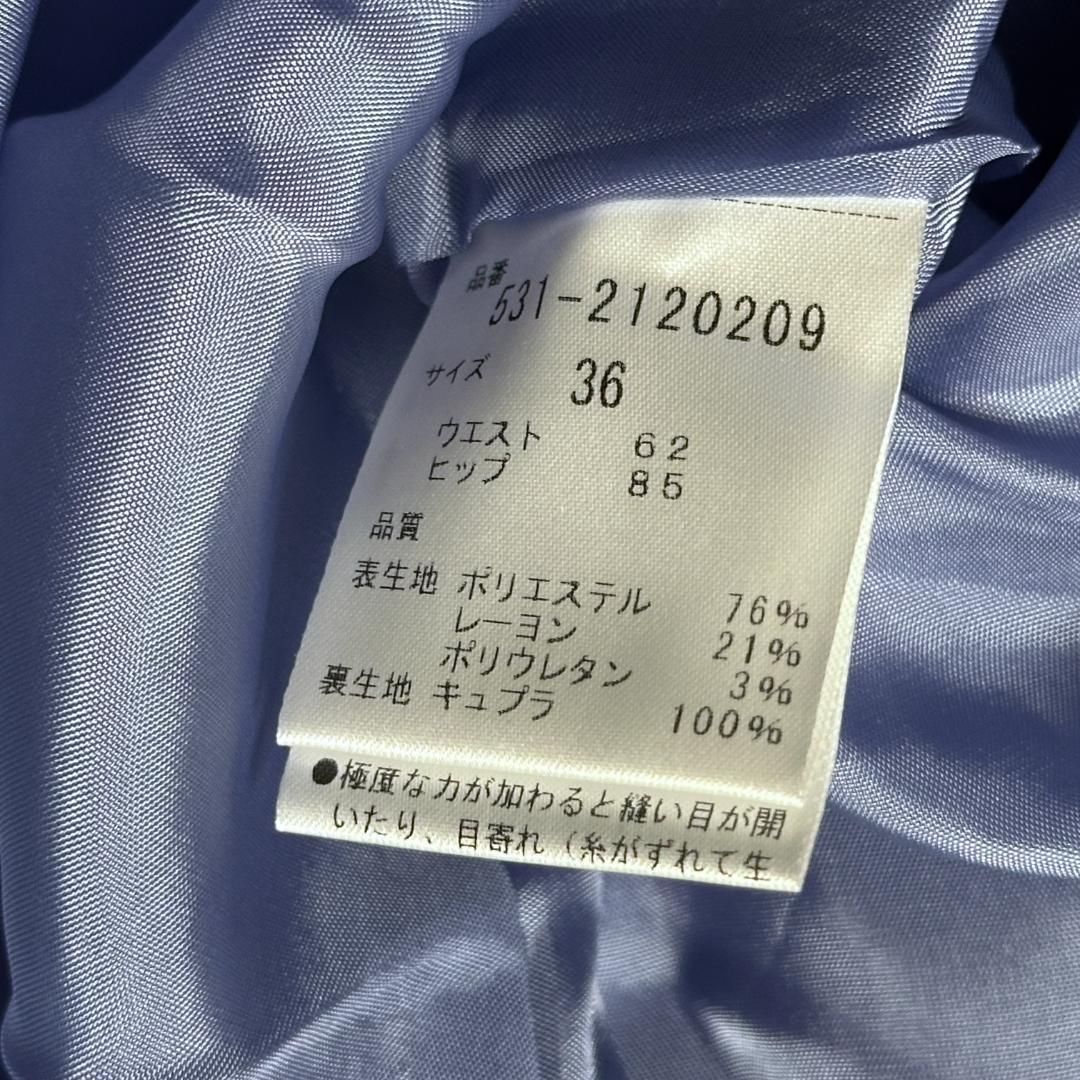 品番
531-2120209
サイズ 36
ウエスト 62
ヒップ 85
品質
表生地 ポリエステル 76%
レーヨン 21%
ポリウレタン 3%
裏生地 キュプラ 100%
●極度な力が加わると縫い目が開
いたり、目寄れ（糸がずれて生